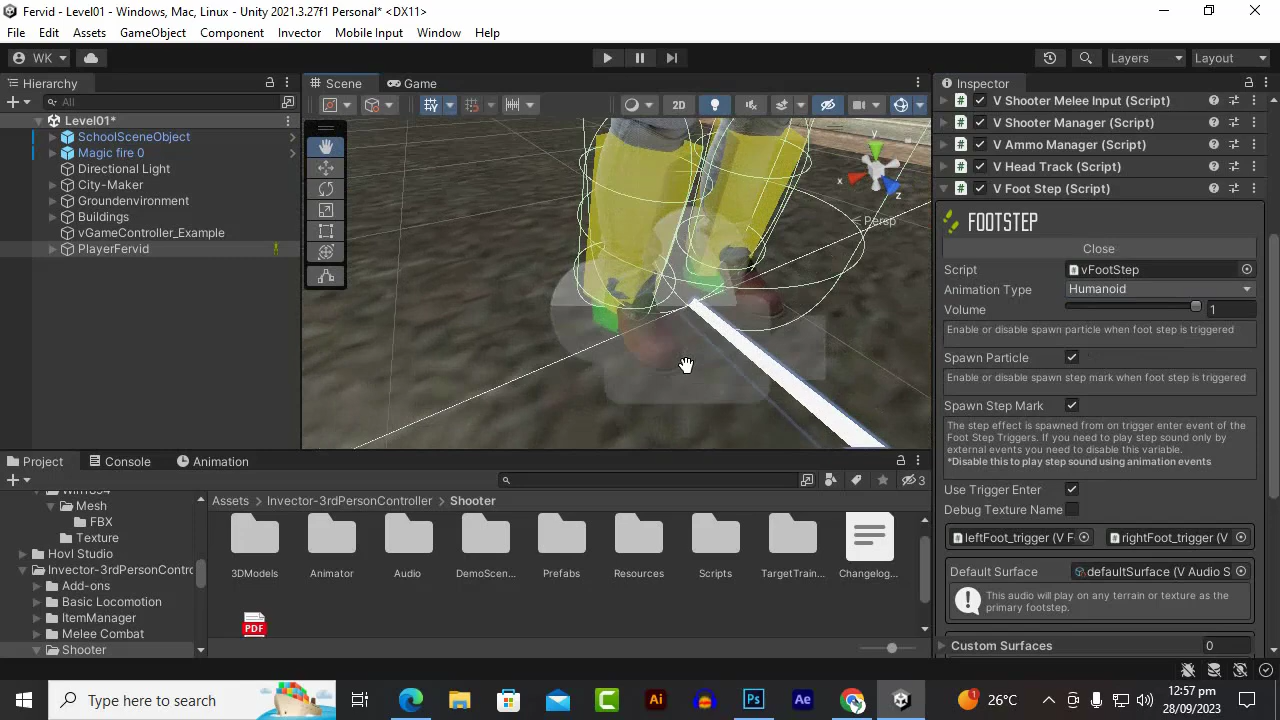 Fervid - Level01 - Windows, Mac, Linux - Unity 2021.3.27f1 Personal* <DX11>
File Edit Assets GameObject Component Invector Mobile Input Window Help
WK Layers Layout
Hierarchy
All
Level01*
SchoolSceneObject
Magic fire 0
Directional Light
City-Maker
Groundenvironment
Buildings
vGameController_Example
PlayerFervid
Scene Game
2D
y
x
z
Persp
Inspector
V Shooter Melee Input (Script)
V Shooter Manager (Script)
V Ammo Manager (Script)
V Head Track (Script)
V Foot Step (Script)
FOOTSTEP
Close
Script vFootStep
Animation Type Humanoid
Volume 1
Enable or disable spawn particle when foot step is triggered
Spawn Particle
Enable or disable spawn step mark when foot step is triggered
Spawn Step Mark
The step effect is spawned from on trigger enter event of the
Foot Step Triggers. If you need to play step sound only by
external events you need to disable this variable.
*Disable this to play step sound using animation events
Use Trigger Enter
Debug Texture Name
leftFoot_trigger (V F rightFoot_trigger (V
Default Surface defaultSurface (V Audio S
This audio will play on any terrain or texture as the
primary footstep.
Custom Surfaces 0
Project Console Animation
3
Mesh
FBX
Texture
Hovl Studio
Invector-3rdPersonContro
Add-ons
Basic Locomotion
ItemManager
Melee Combat
Shooter
Assets > Invector-3rdPersonController > Shooter
3DModels Animator Audio DemoScen... Prefabs Resources Scripts TargetTrain... Changelog...
PDF
Type here to search
Ai Ps Ae
1 26°C
12:57 pm
28/09/2023